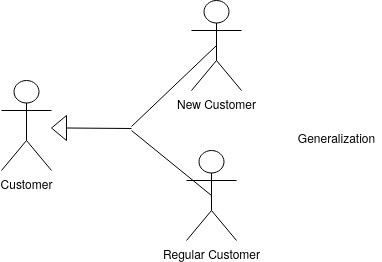 New Customer
Generalization
Customer
Regular Customer